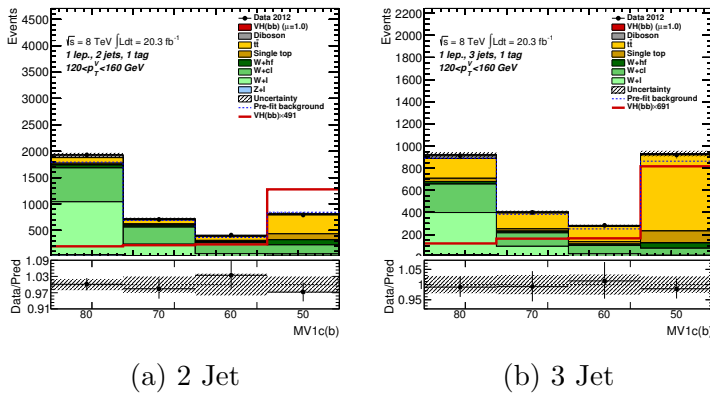 Events
4500
4000
3500
3000
2500
2000
1500
1000
500
√s = 8 TeV ∫Ldt = 20.3 fb⁻¹
1 lep., 2 jets, 1 tag
120<p_T^V<160 GeV
Data 2012
VH(bb) (μ=1.0)
Diboson
tt̄
Single top
W+hf
W+cl
W+l
Z+l
Uncertainty
Pre-fit background
VH(bb)×491
Data/Pred
1.09
1.03
0.97
0.91
80 70 60 50
MV1c(b)
Events
2200
2000
1800
1600
1400
1200
1000
800
600
400
200
0
√s = 8 TeV ∫Ldt = 20.3 fb⁻¹
1 lep., 3 jets, 1 tag
120<p_T^V<160 GeV
Data 2012
VH(bb) (μ=1.0)
Diboson
tt̄
Single top
W+hf
W+cl
W+l
Uncertainty
Pre-fit background
VH(bb)×691
Data/Pred
1.05
1
0.95
80 70 60 50
MV1c(b)
(a) 2 Jet
(b) 3 Jet